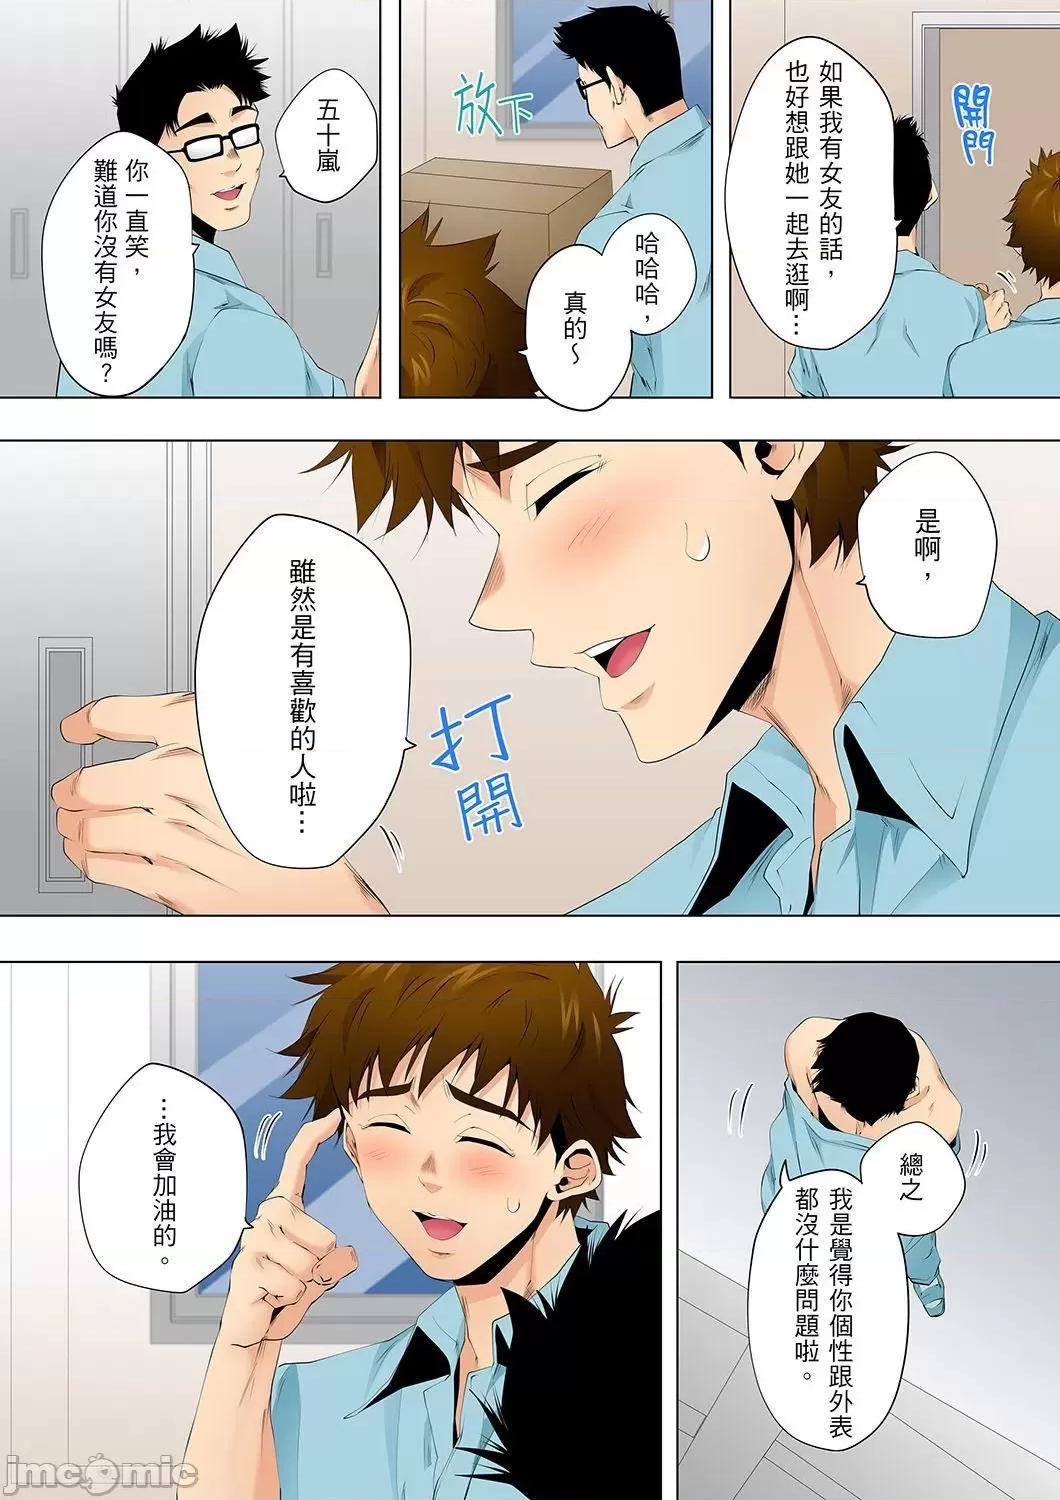 開門
如果我有女友的話，
也好想跟她一起去逛啊…
放下
哈哈哈，
真的～
五十嵐
你一直笑，
難道你沒有女友嗎？
是啊，
打開
雖然是有喜歡的人啦…
總之
我是覺得你個性跟外表
都沒什麼問題啦。
…我會加油的。
jmcomic